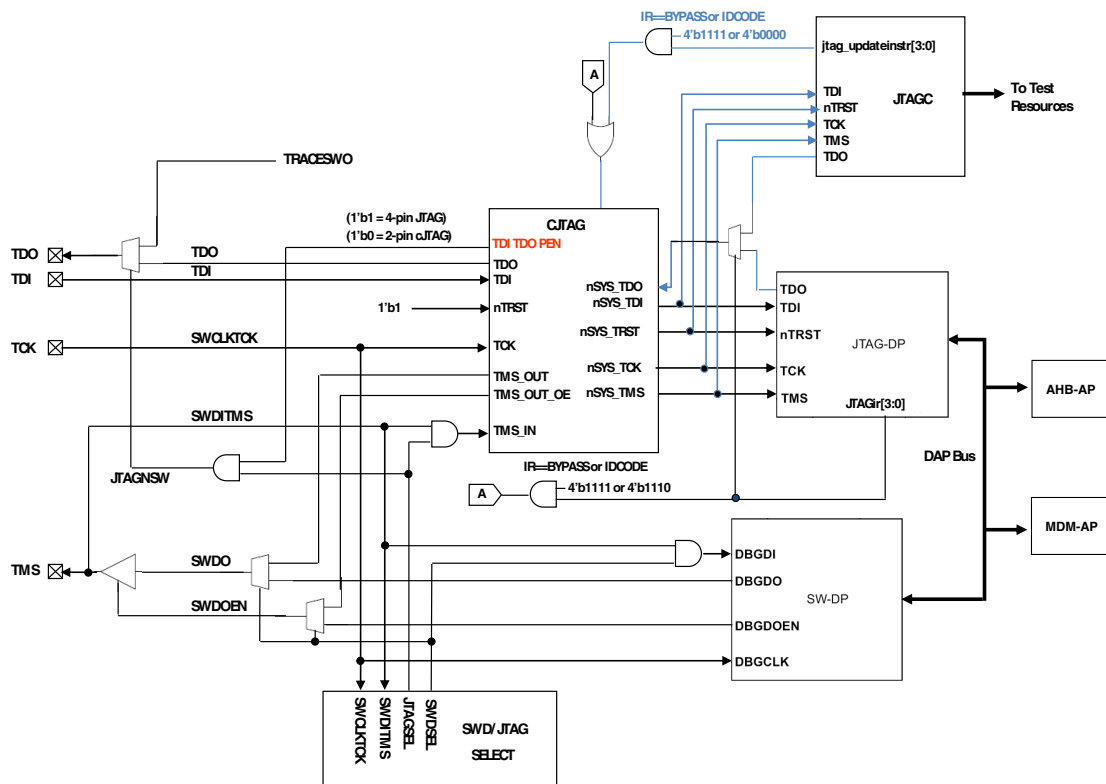 IR==BYPASS or IDCODE
4'b1111 or 4'b0000
jtag_updateinstr[3:0]
A
TDI
nTRST
TCK
TMS
TDO
JTAGC
To Test
Resources
TRACESWO
(1'b1 = 4-pin JTAG)
(1'b0 = 2-pin cJTAG)
CJTAG
TDI TDO PEN
TDO
TDO
TDO
TDI
TDI
TDI
1'b1
nTRST
nSYS_TDO
nSYS_TDI
nSYS_TRST
nSYS_TCK
nSYS_TMS
TDO
TDI
nTRST
JTAG-DP
TCK
TMS
JTAGir[3:0]
TCK
SWCLKTCK
TCK
TMS_OUT
TMS_OUT_OE
SWDITMS
TMS_IN
AHB-AP
JTAGNSW
IR==BYPASS or IDCODE
A
4'b1111 or 4'b1110
DAP Bus
MDM-AP
TMS
SWDO
SWDOEN
DBGDI
DBGDO
SW-DP
DBGDOEN
DBGCLK
SWCLKTCK
SWDITMS
JTAGSEL
SWDSEL
SWD/JTAG
SELECT